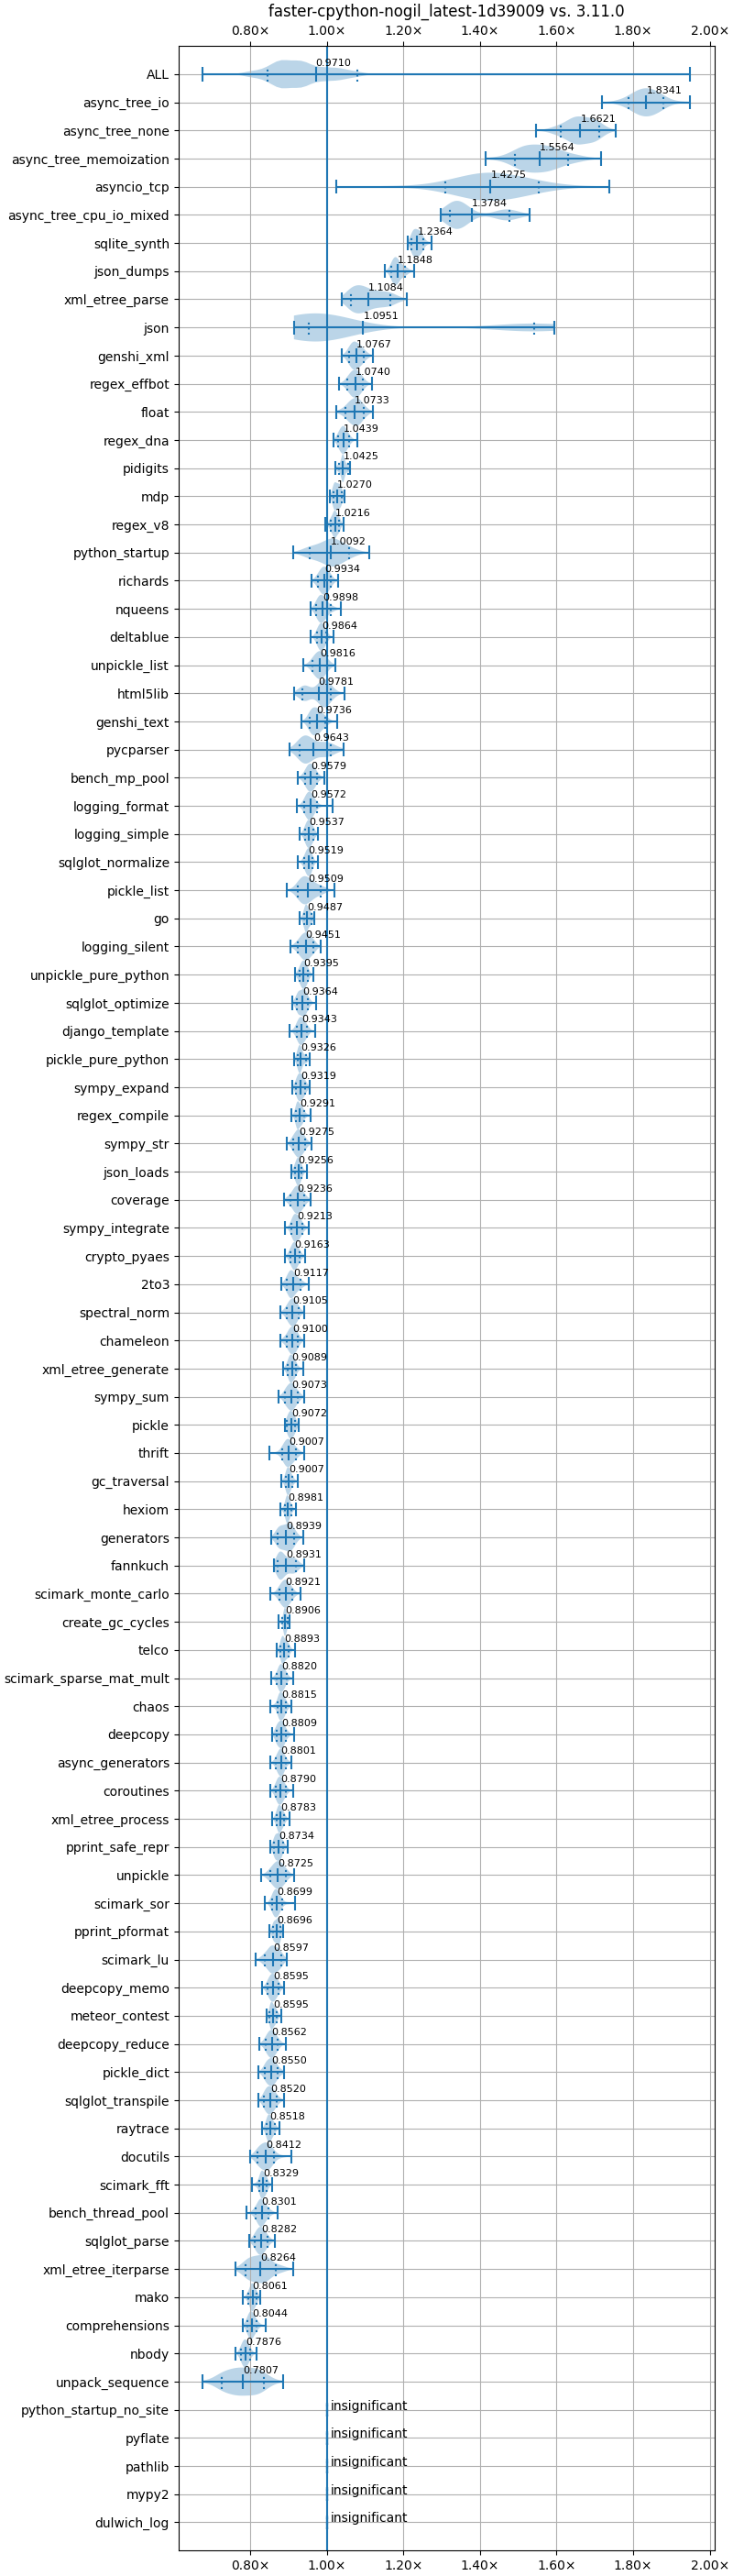 faster-cpython-nogil_latest-1d39009 vs. 3.11.0
0.80× 1.00× 1.20× 1.40× 1.60× 1.80× 2.00×
ALL 0.9710
async_tree_io 1.8341
async_tree_none 1.6621
async_tree_memoization 1.5564
asyncio_tcp 1.4275
async_tree_cpu_io_mixed 1.3784
sqlite_synth 1.2364
json_dumps 1.1848
xml_etree_parse 1.1084
json 1.0951
genshi_xml 1.0767
regex_effbot 1.0740
float 1.0733
regex_dna 1.0439
pidigits 1.0425
mdp 1.0270
regex_v8 1.0216
python_startup 1.0092
richards 0.9934
nqueens 0.9898
deltablue 0.9864
unpickle_list 0.9816
html5lib 0.9781
genshi_text 0.9736
pycparser 0.9643
bench_mp_pool 0.9579
logging_format 0.9572
logging_simple 0.9537
sqlglot_normalize 0.9519
pickle_list 0.9509
go 0.9487
logging_silent 0.9451
unpickle_pure_python 0.9395
sqlglot_optimize 0.9364
django_template 0.9343
pickle_pure_python 0.9326
sympy_expand 0.9319
regex_compile 0.9291
sympy_str 0.9275
json_loads 0.9256
coverage 0.9236
sympy_integrate 0.9213
crypto_pyaes 0.9163
2to3 0.9117
spectral_norm 0.9105
chameleon 0.9100
xml_etree_generate 0.9089
sympy_sum 0.9073
pickle 0.9072
thrift 0.9007
gc_traversal 0.9007
hexiom 0.8981
generators 0.8939
fannkuch 0.8931
scimark_monte_carlo 0.8921
create_gc_cycles 0.8906
telco 0.8893
scimark_sparse_mat_mult 0.8820
chaos 0.8815
deepcopy 0.8809
async_generators 0.8801
coroutines 0.8790
xml_etree_process 0.8783
pprint_safe_repr 0.8734
unpickle 0.8725
scimark_sor 0.8699
pprint_pformat 0.8696
scimark_lu 0.8597
deepcopy_memo 0.8595
meteor_contest 0.8595
deepcopy_reduce 0.8562
pickle_dict 0.8550
sqlglot_transpile 0.8520
raytrace 0.8518
docutils 0.8412
scimark_fft 0.8329
bench_thread_pool 0.8301
sqlglot_parse 0.8282
xml_etree_iterparse 0.8264
mako 0.8061
comprehensions 0.8044
nbody 0.7876
unpack_sequence 0.7807
python_startup_no_site insignificant
pyflate insignificant
pathlib insignificant
mypy2 insignificant
dulwich_log insignificant
0.80× 1.00× 1.20× 1.40× 1.60× 1.80× 2.00×